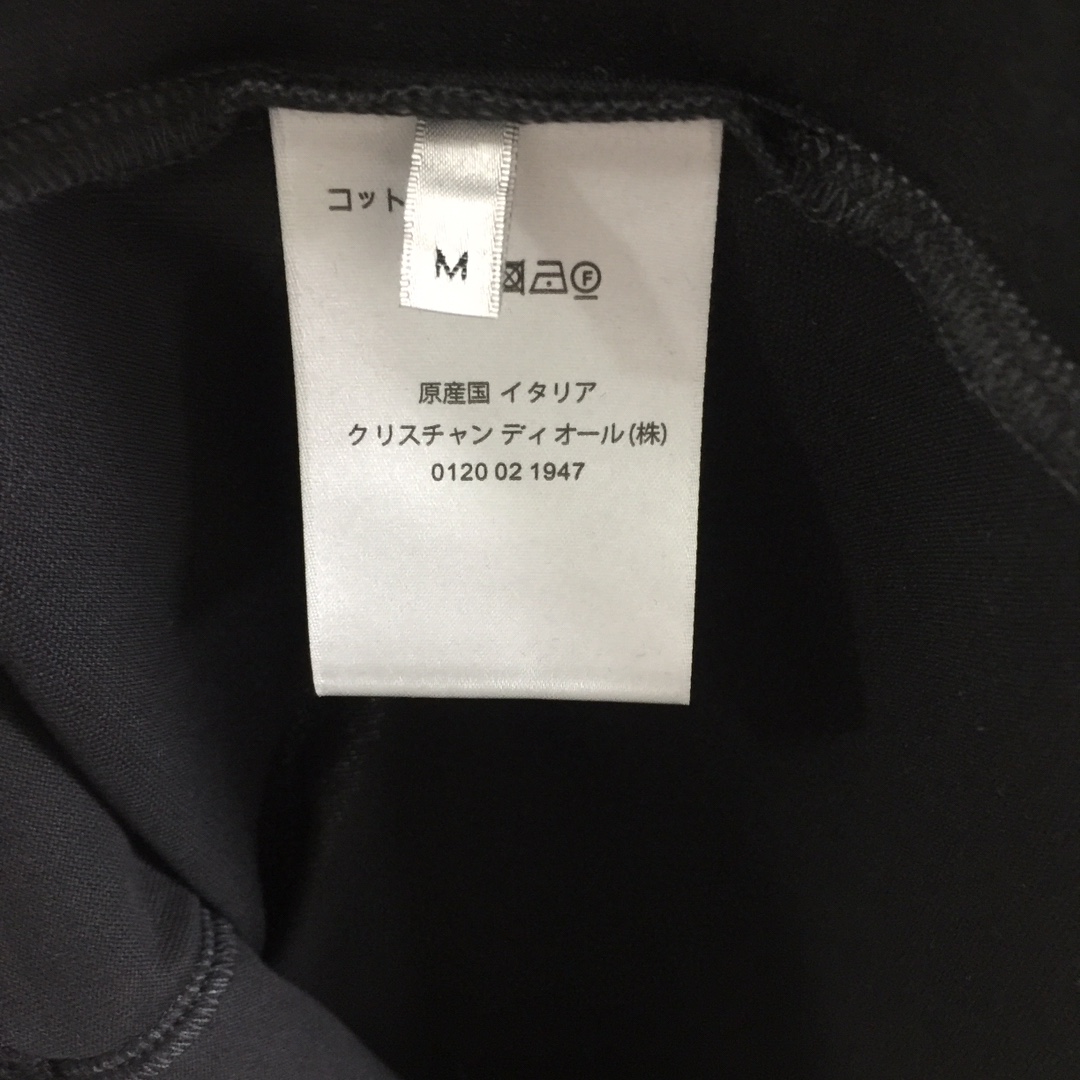 コット
M
F
原産国 イタリア
クリスチャン ディオール(株)
0120 02 1947